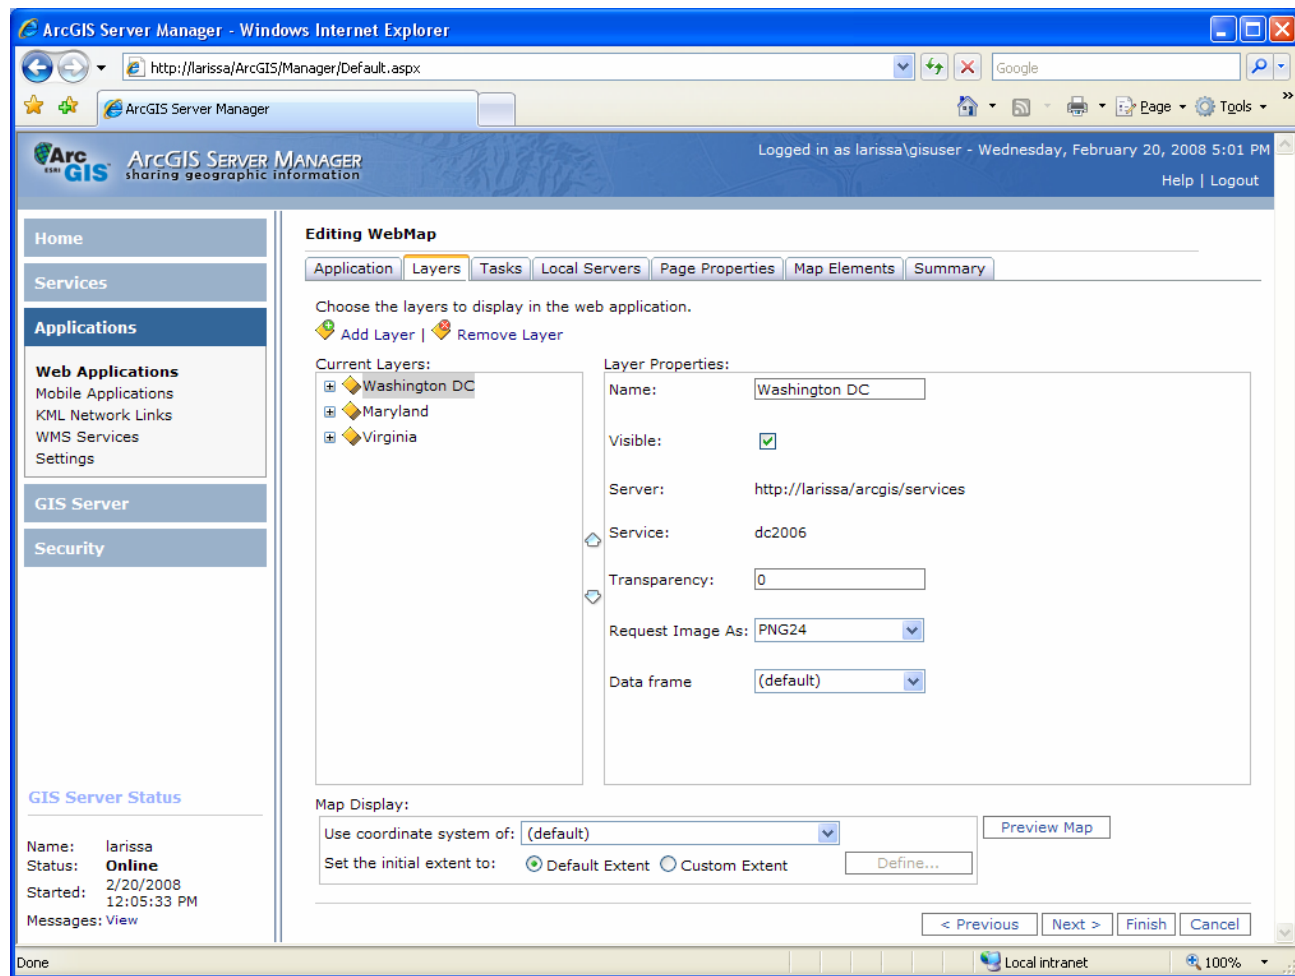 ArcGIS Server Manager - Windows Internet Explorer
http://larissa/ArcGIS/Manager/Default.aspx
Google
ArcGIS Server Manager
Page
Tools
»
Arc
ESRI GIS
ArcGIS Server Manager
sharing geographic information
Logged in as larissa\gisuser - Wednesday, February 20, 2008 5:01 PM
Help | Logout
Home
Services
Applications
Web Applications
Mobile Applications
KML Network Links
WMS Services
Settings
GIS Server
Security
GIS Server Status
Name: larissa
Status: Online
Started: 2/20/2008
12:05:33 PM
Messages: View
Editing WebMap
Application Layers Tasks Local Servers Page Properties Map Elements Summary
Choose the layers to display in the web application.
Add Layer | Remove Layer
Current Layers:
Washington DC
Maryland
Virginia
Layer Properties:
Name: Washington DC
Visible:
Server: http://larissa/arcgis/services
Service: dc2006
Transparency: 0
Request Image As: PNG24
Data frame (default)
Map Display:
Use coordinate system of: (default)
Set the initial extent to: Default Extent Custom Extent Define...
Preview Map
< Previous Next > Finish Cancel
Done
Local intranet
100%